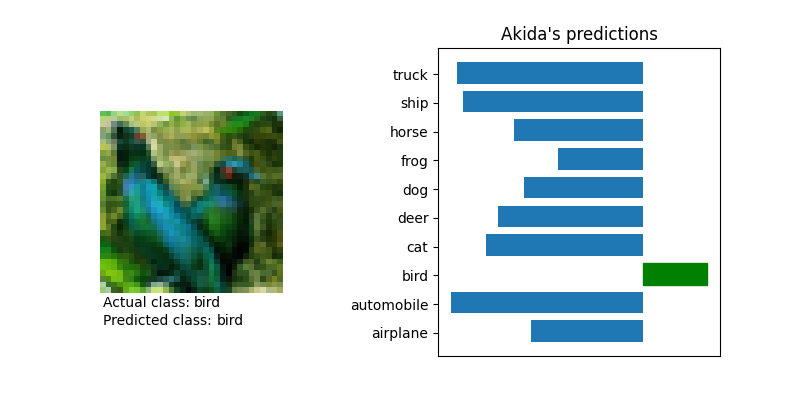 Akida's predictions
truck
ship
horse
frog
dog
deer
cat
bird
automobile
airplane
Actual class: bird
Predicted class: bird